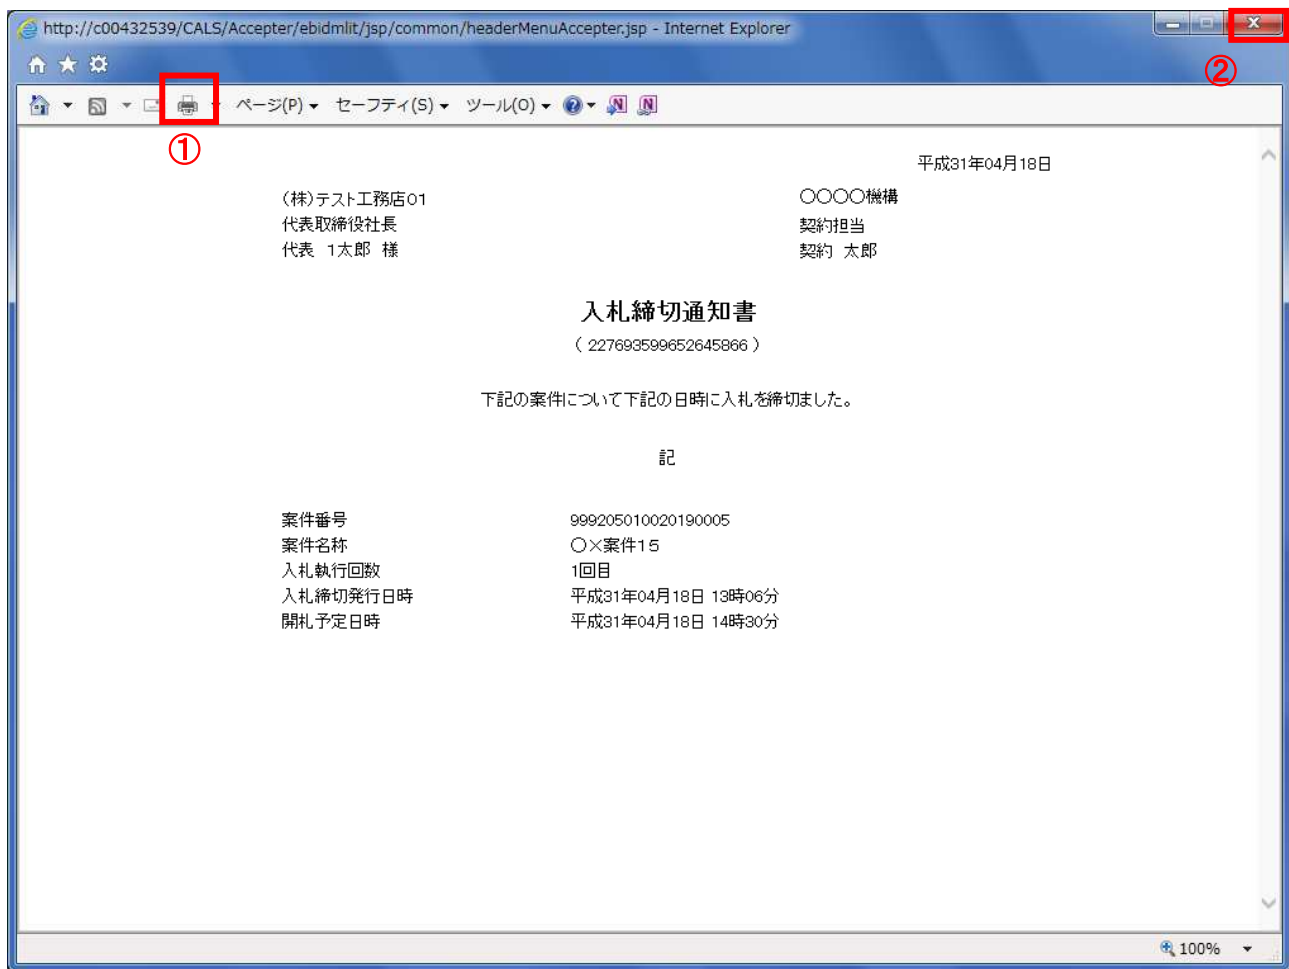 http://c00432539/CALS/Accepter/ebidmlit/jsp/common/headerMenuAccepter.jsp - Internet Explorer
②
ページ(P) セーフティ(S) ツール(O)
①
平成31年04月18日
(株)テスト工務店01
代表取締役社長
代表 1太郎 様
〇〇〇〇機構
契約担当
契約 太郎
入札締切通知書
( 227693599652645866 )
下記の案件について下記の日時に入札を締切ました。
記
案件番号 999205010020190005
案件名称 〇×案件15
入札執行回数 1回目
入札締切発行日時 平成31年04月18日 13時06分
開札予定日時 平成31年04月18日 14時30分
100%